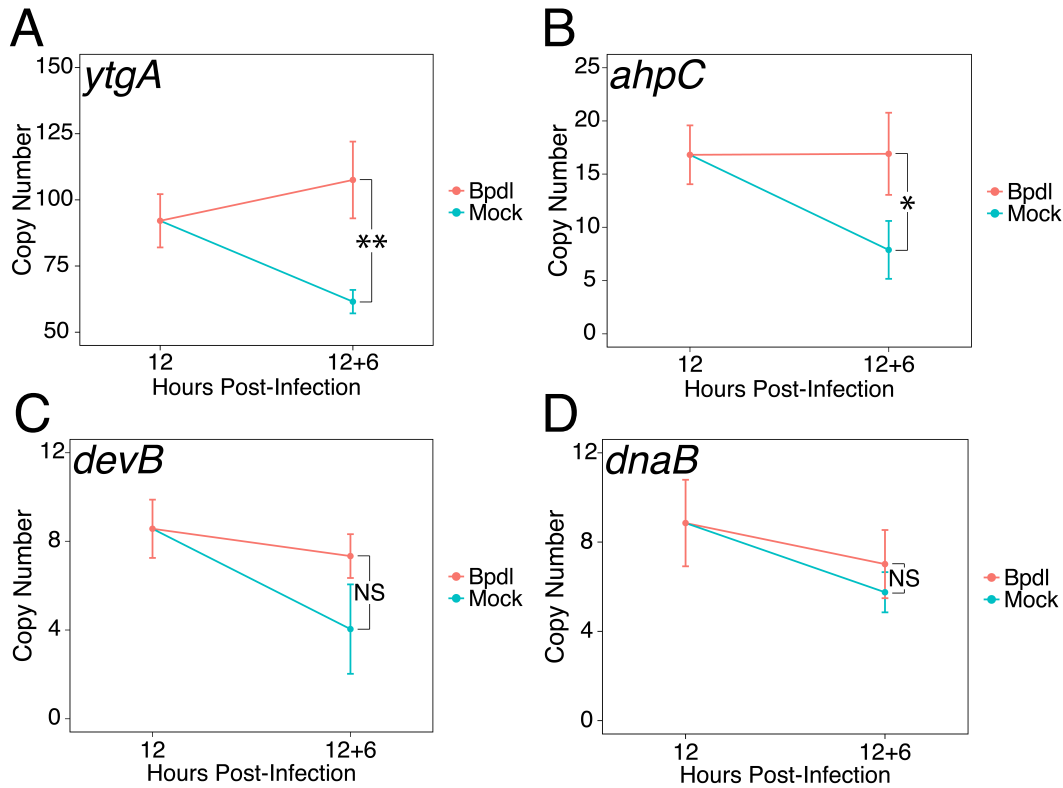 A
ytgA
150
125
100
75
50
Copy Number
**
12
12+6
Hours Post-Infection
Bpdl
Mock
B
ahpC
25
20
15
10
5
0
Copy Number
*
12
12+6
Hours Post-Infection
Bpdl
Mock
C
devB
12
8
4
0
Copy Number
NS
12
12+6
Hours Post-Infection
Bpdl
Mock
D
dnaB
12
8
4
0
Copy Number
NS
12
12+6
Hours Post-Infection
Bpdl
Mock